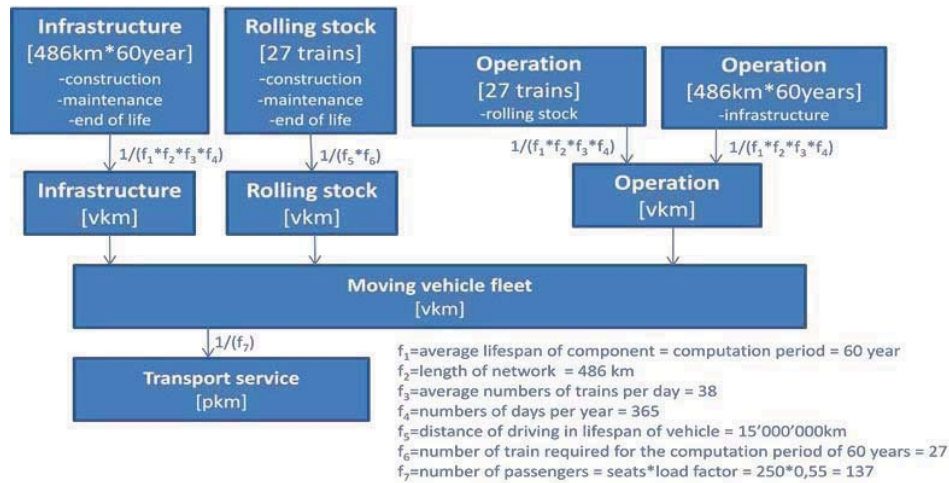 Infrastructure
[486km*60year]
-construction
-maintenance
-end of life
Rolling stock
[27 trains]
-construction
-maintenance
-end of life
Operation
[27 trains]
-rolling stock
Operation
[486km*60years]
-infrastructure
1/(f₁*f₂*f₃*f₄)
1/(f₅*f₆)
1/(f₁*f₂*f₃*f₄)
1/(f₁*f₂*f₃*f₄)
Infrastructure
[vkm]
Rolling stock
[vkm]
Operation
[vkm]
Moving vehicle fleet
[vkm]
1/(f₇)
Transport service
[pkm]
f₁=average lifespan of component = computation period = 60 year
f₂=length of network = 486 km
f₃=average numbers of trains per day = 38
f₄=numbers of days per year = 365
f₅=distance of driving in lifespan of vehicle = 15’000’000km
f₆=number of train required for the computation period of 60 years = 27
f₇=number of passengers = seats*load factor = 250*0,55 = 137